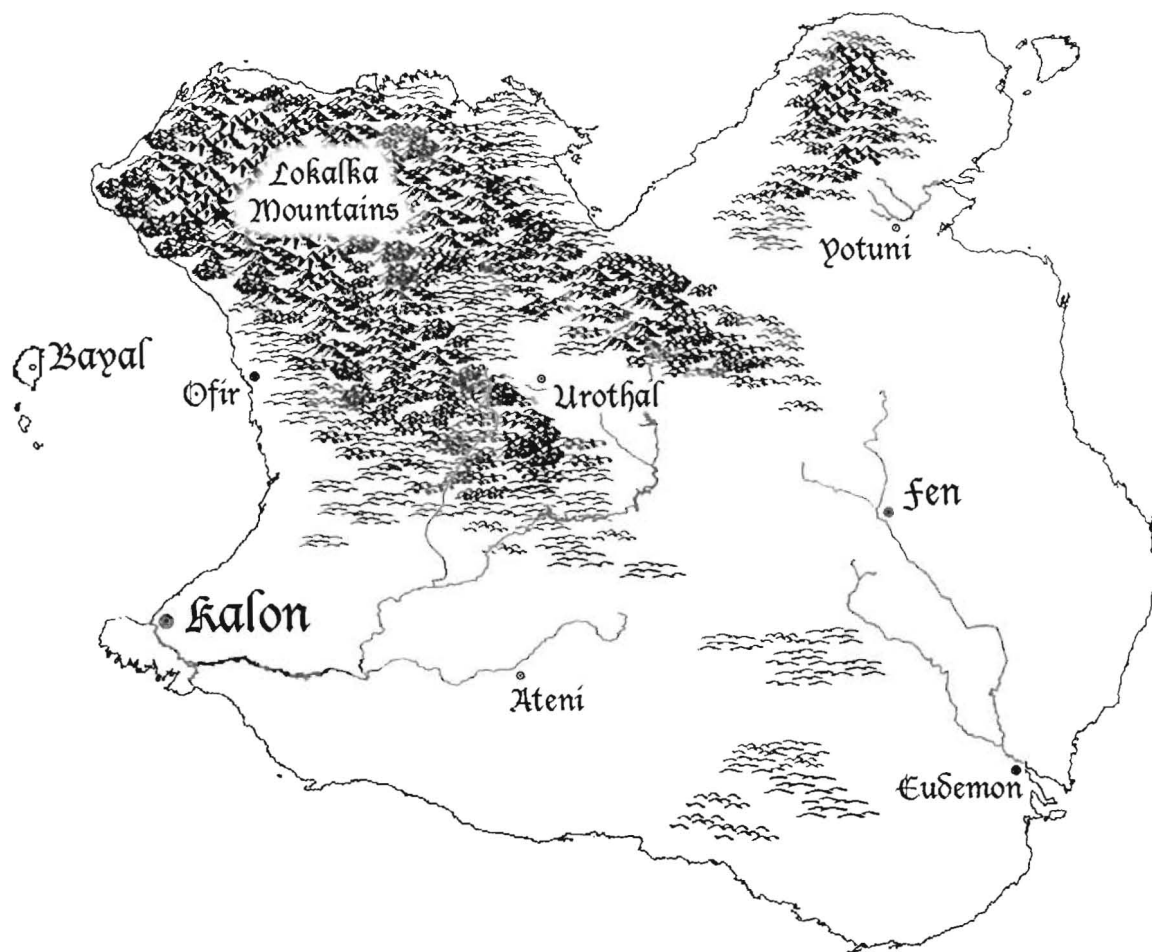 Lokalka
Mountains
Yotuni
Bayal
Ofir
Urothal
Fen
Kalon
Ateni
Eudemon